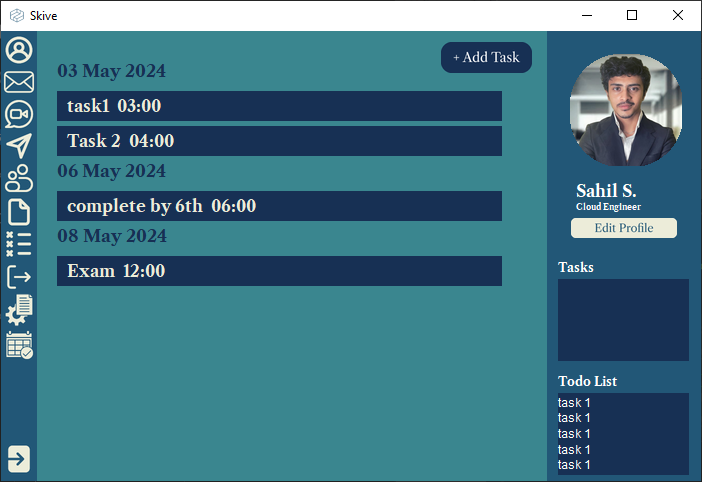 Skive
+ Add Task
03 May 2024
task1 03:00
Task 2 04:00
06 May 2024
complete by 6th 06:00
08 May 2024
Exam 12:00
Sahil S.
Cloud Engineer
Edit Profile
Tasks
Todo List
task 1
task 1
task 1
task 1
task 1